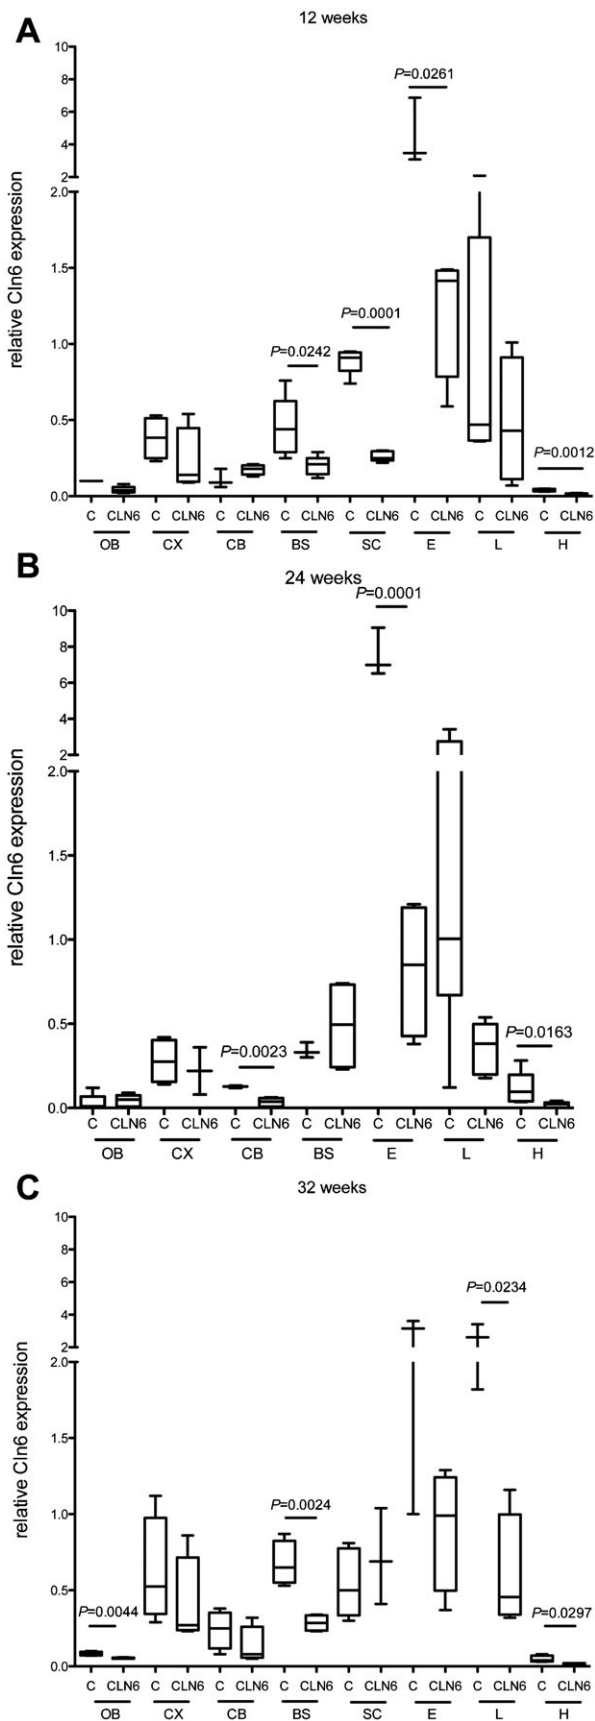 A
12 weeks
relative Cln6 expression
10
8
6
4
2
2.0
1.5
1.0
0.5
0.0
P=0.0242
P=0.0001
P=0.0261
P=0.0012
C CLN6 C CLN6 C CLN6 C CLN6 C CLN6 C CLN6 C CLN6 C CLN6
OB CX CB BS SC E L H
B
24 weeks
relative Cln6 expression
10
8
6
4
2
2.0
1.5
1.0
0.5
0.0
P=0.0023
P=0.0001
P=0.0163
C CLN6 C CLN6 C CLN6 C CLN6 C CLN6 C CLN6 C CLN6
OB CX CB BS E L H
C
32 weeks
relative Cln6 expression
10
8
6
4
2
2.0
1.5
1.0
0.5
0.0
P=0.0044
P=0.0024
P=0.0234
P=0.0297
C CLN6 C CLN6 C CLN6 C CLN6 C CLN6 C CLN6 C CLN6 C CLN6
OB CX CB BS SC E L H